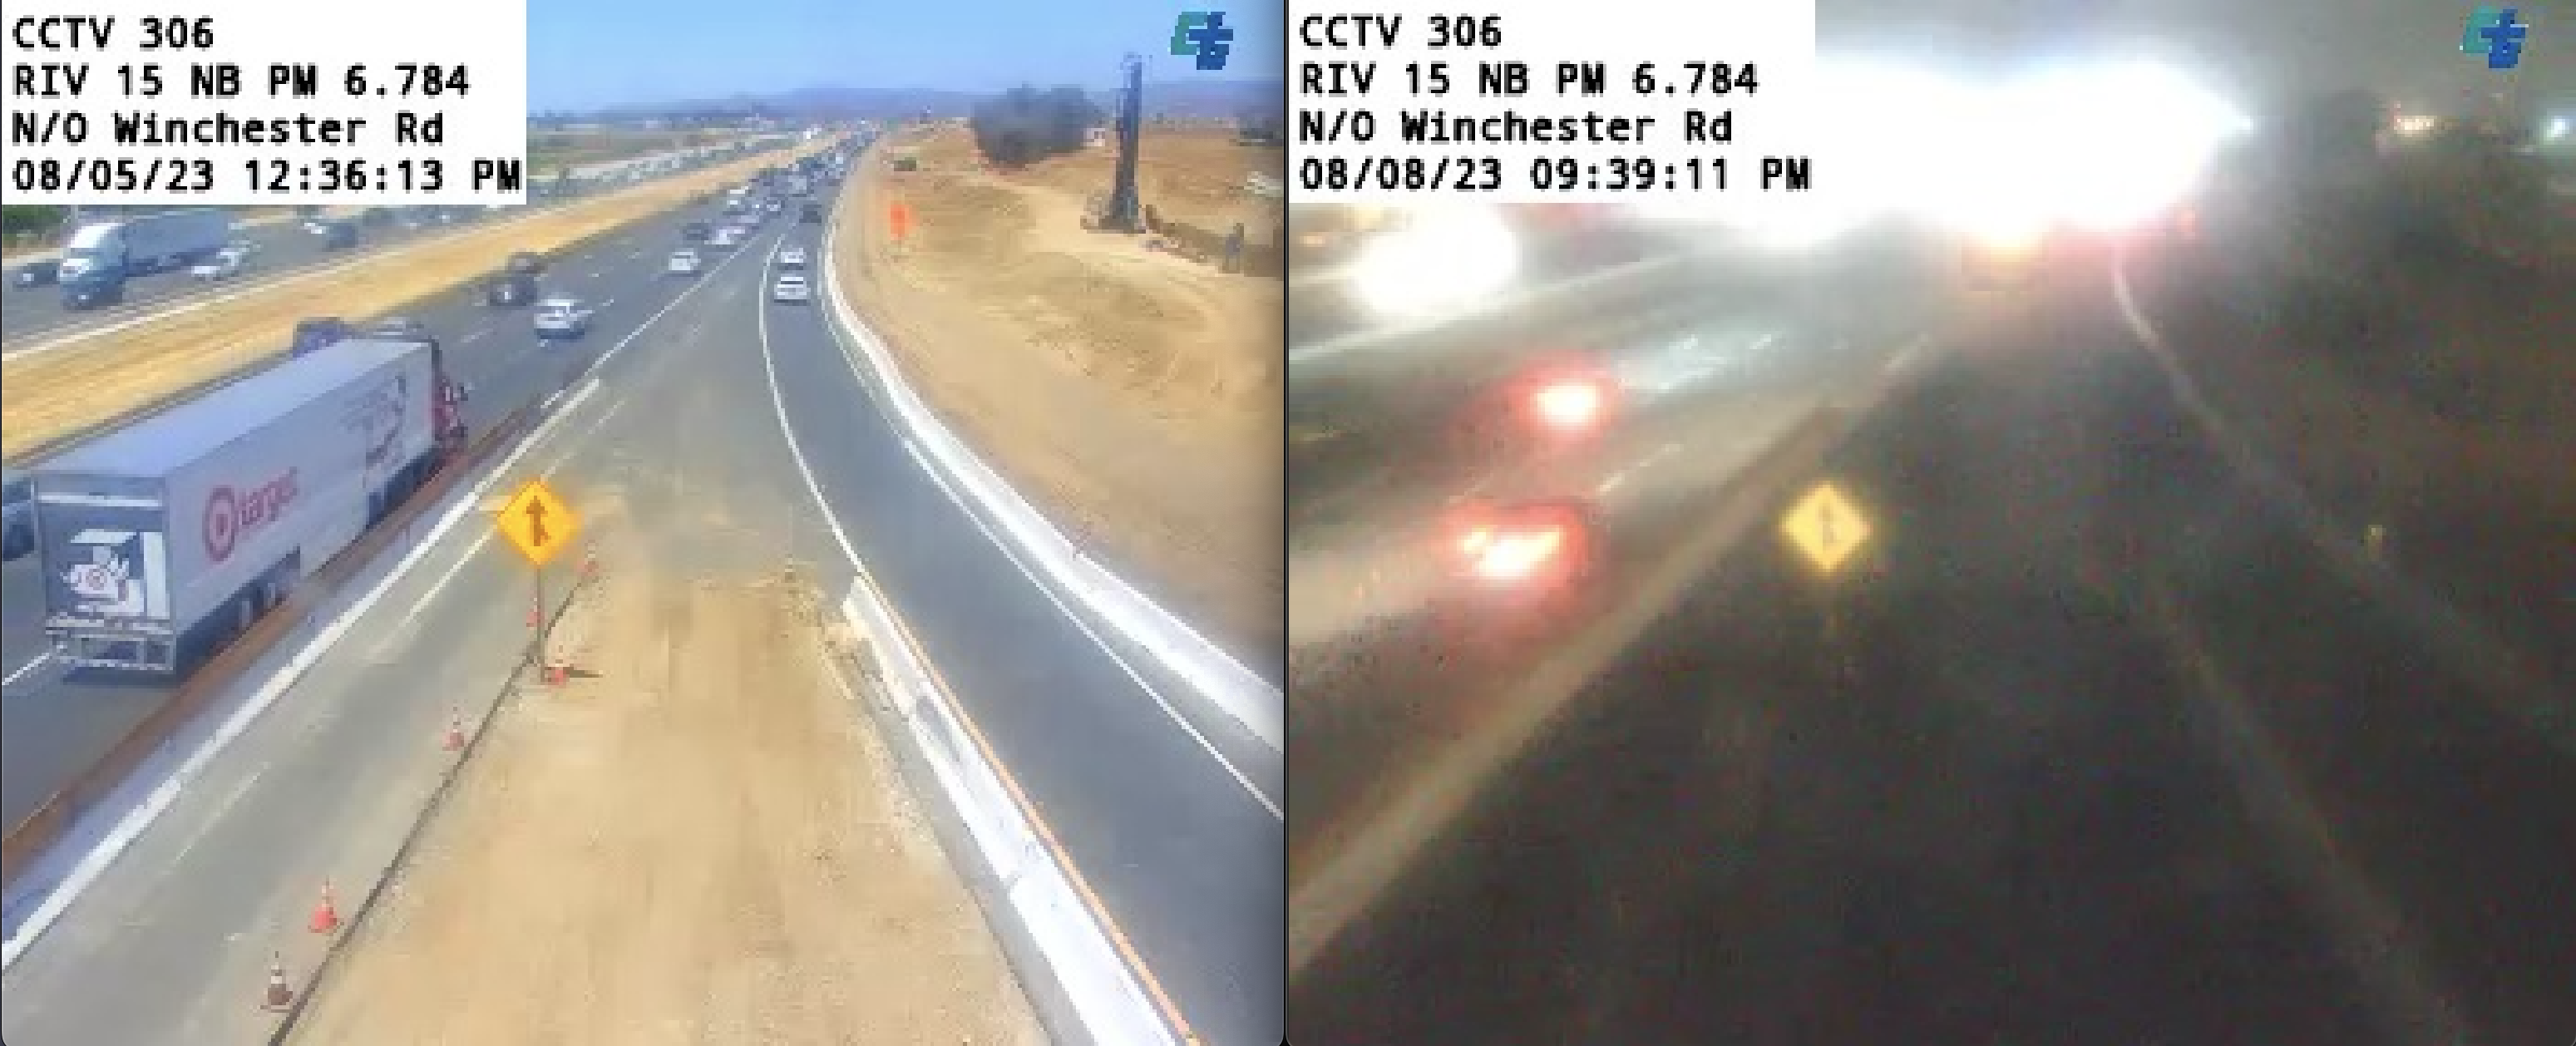 CCTV 306
RIV 15 NB PM 6.784
N/O Winchester Rd
08/05/23 12:36:13 PM
target
CCTV 306
RIV 15 NB PM 6.784
N/O Winchester Rd
08/08/23 09:39:11 PM